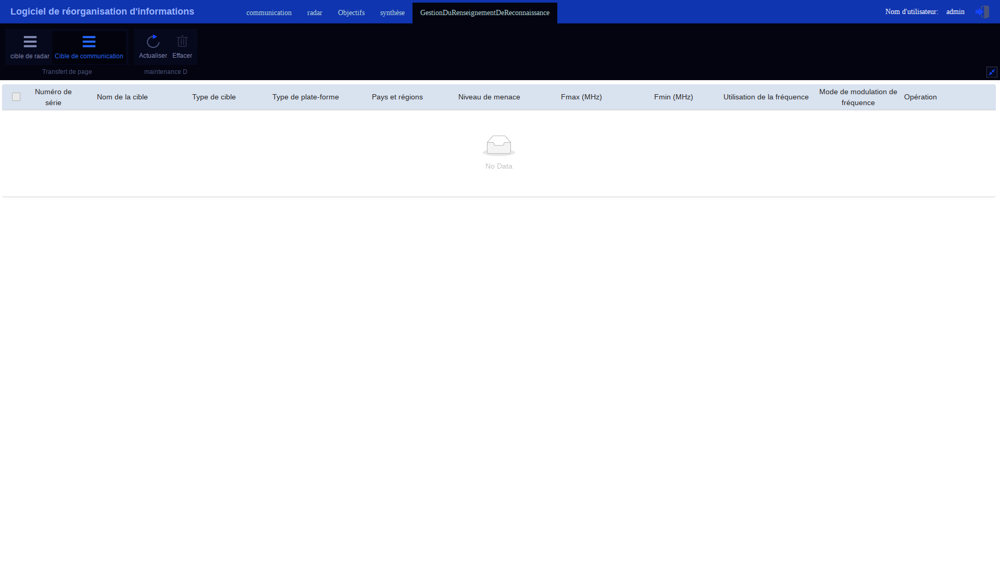 Logiciel de réorganisation d'informations
communication radar Objectifs synthèse GestionDuRenseignementDeReconnaissance
Nom d'utilisateur: admin
cible de radar Cible de communication
Transfert de page
Actualiser Effacer
maintenance D
Numéro de série
Nom de la cible
Type de cible
Type de plate-forme
Pays et régions
Niveau de menace
Fmax (MHz)
Fmin (MHz)
Utilisation de la fréquence
Mode de modulation de fréquence
Opération
No Data